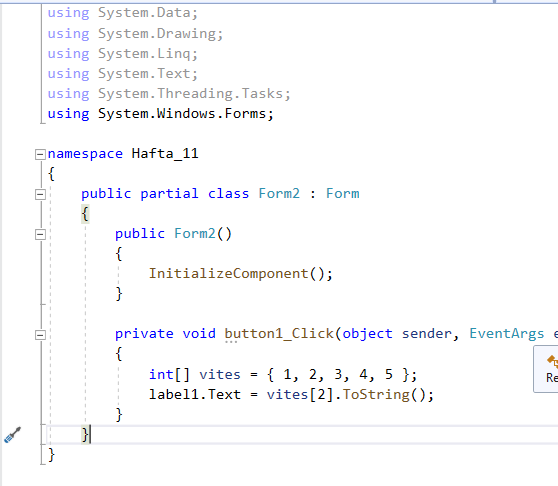 using System.Data;
using System.Drawing;
using System.Linq;
using System.Text;
using System.Threading.Tasks;
using System.Windows.Forms;
namespace Hafta_11
{
public partial class Form2 : Form
{
public Form2()
{
InitializeComponent();
}
private void button1_Click(object sender, EventArgs e
{
int[] vites = { 1, 2, 3, 4, 5 };
label1.Text = vites[2].ToString();
}
}
}
Re